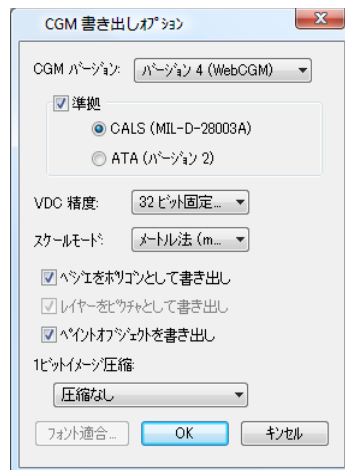 CGM 書き出しオプション
CGM バージョン: バージョン 4 (WebCGM)
準拠
CALS (MIL-D-28003A)
ATA (バージョン 2)
VDC 精度: 32 ビット固定...
スケールモード: メートル法 (m...
ベジエをポリゴンとして書き出し
レイヤーをピクチャとして書き出し
ペイントオブジェクトを書き出し
1ビットイメージ圧縮:
圧縮なし
フォント適合... OK キャンセル